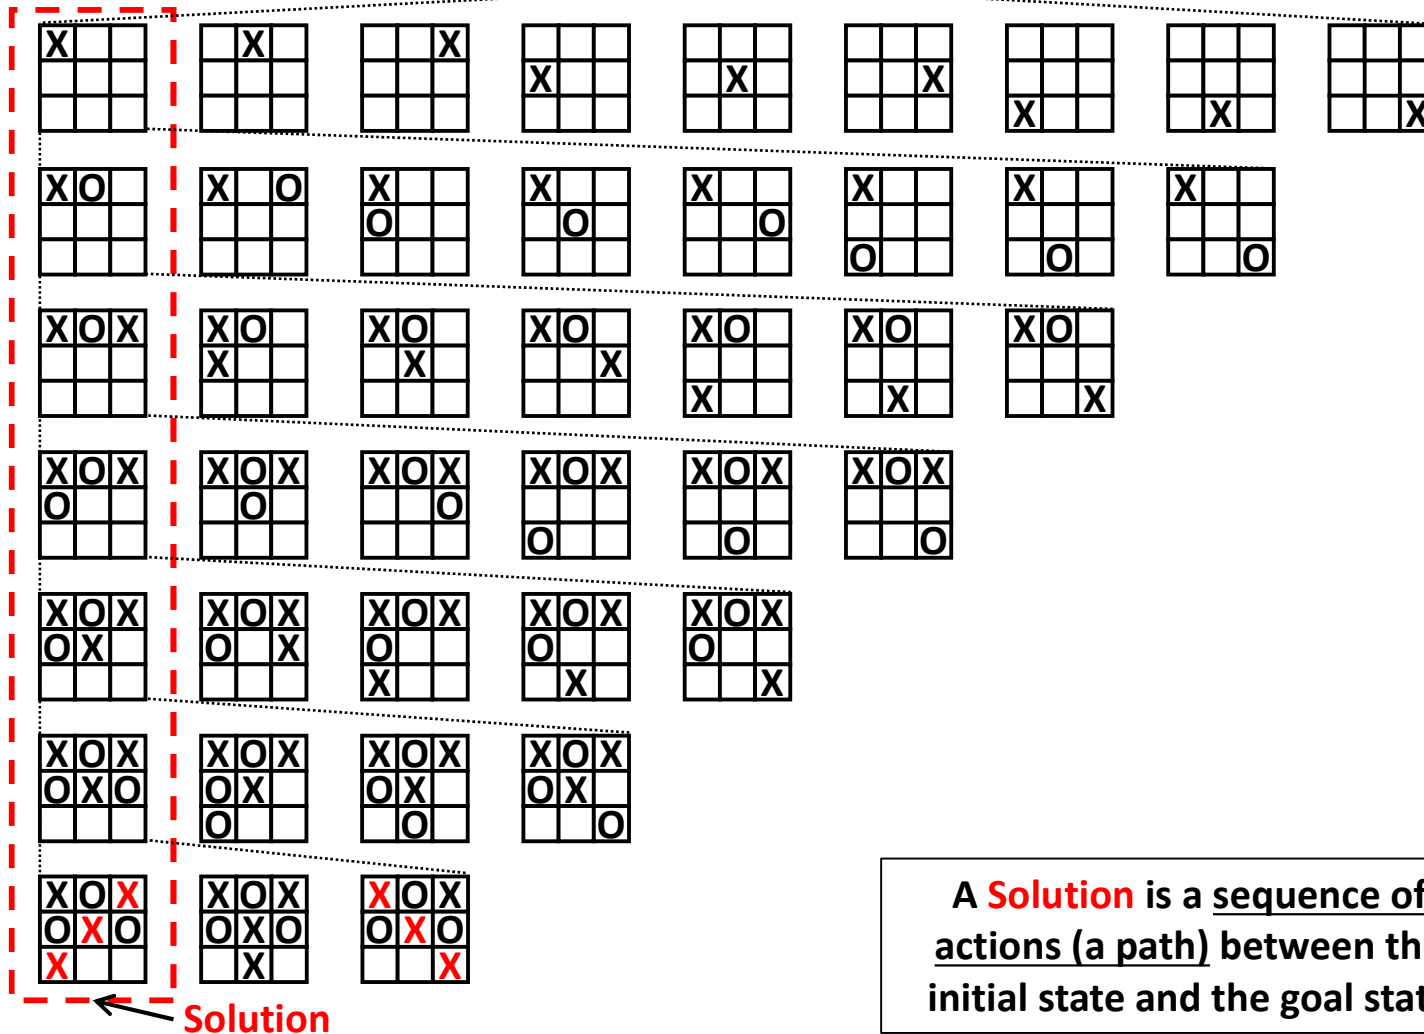 X X X
X X X
X X X
X O X O X X X X X X
O O O
O O O
X O X X O X O X O X O X O X O
X X X
X X X
X O X X O X X O X X O X X O X X O X
O O O
O O O
X O X X O X X O X X O X X O X
O X O X O O O
X X X
X O X X O X X O X X O X
O X O O X O X O X
O O O
X O X X O X X O X
O X O O X O O X O
X X X
A Solution is a sequence of
actions (a path) between th
initial state and the goal stat
Solution